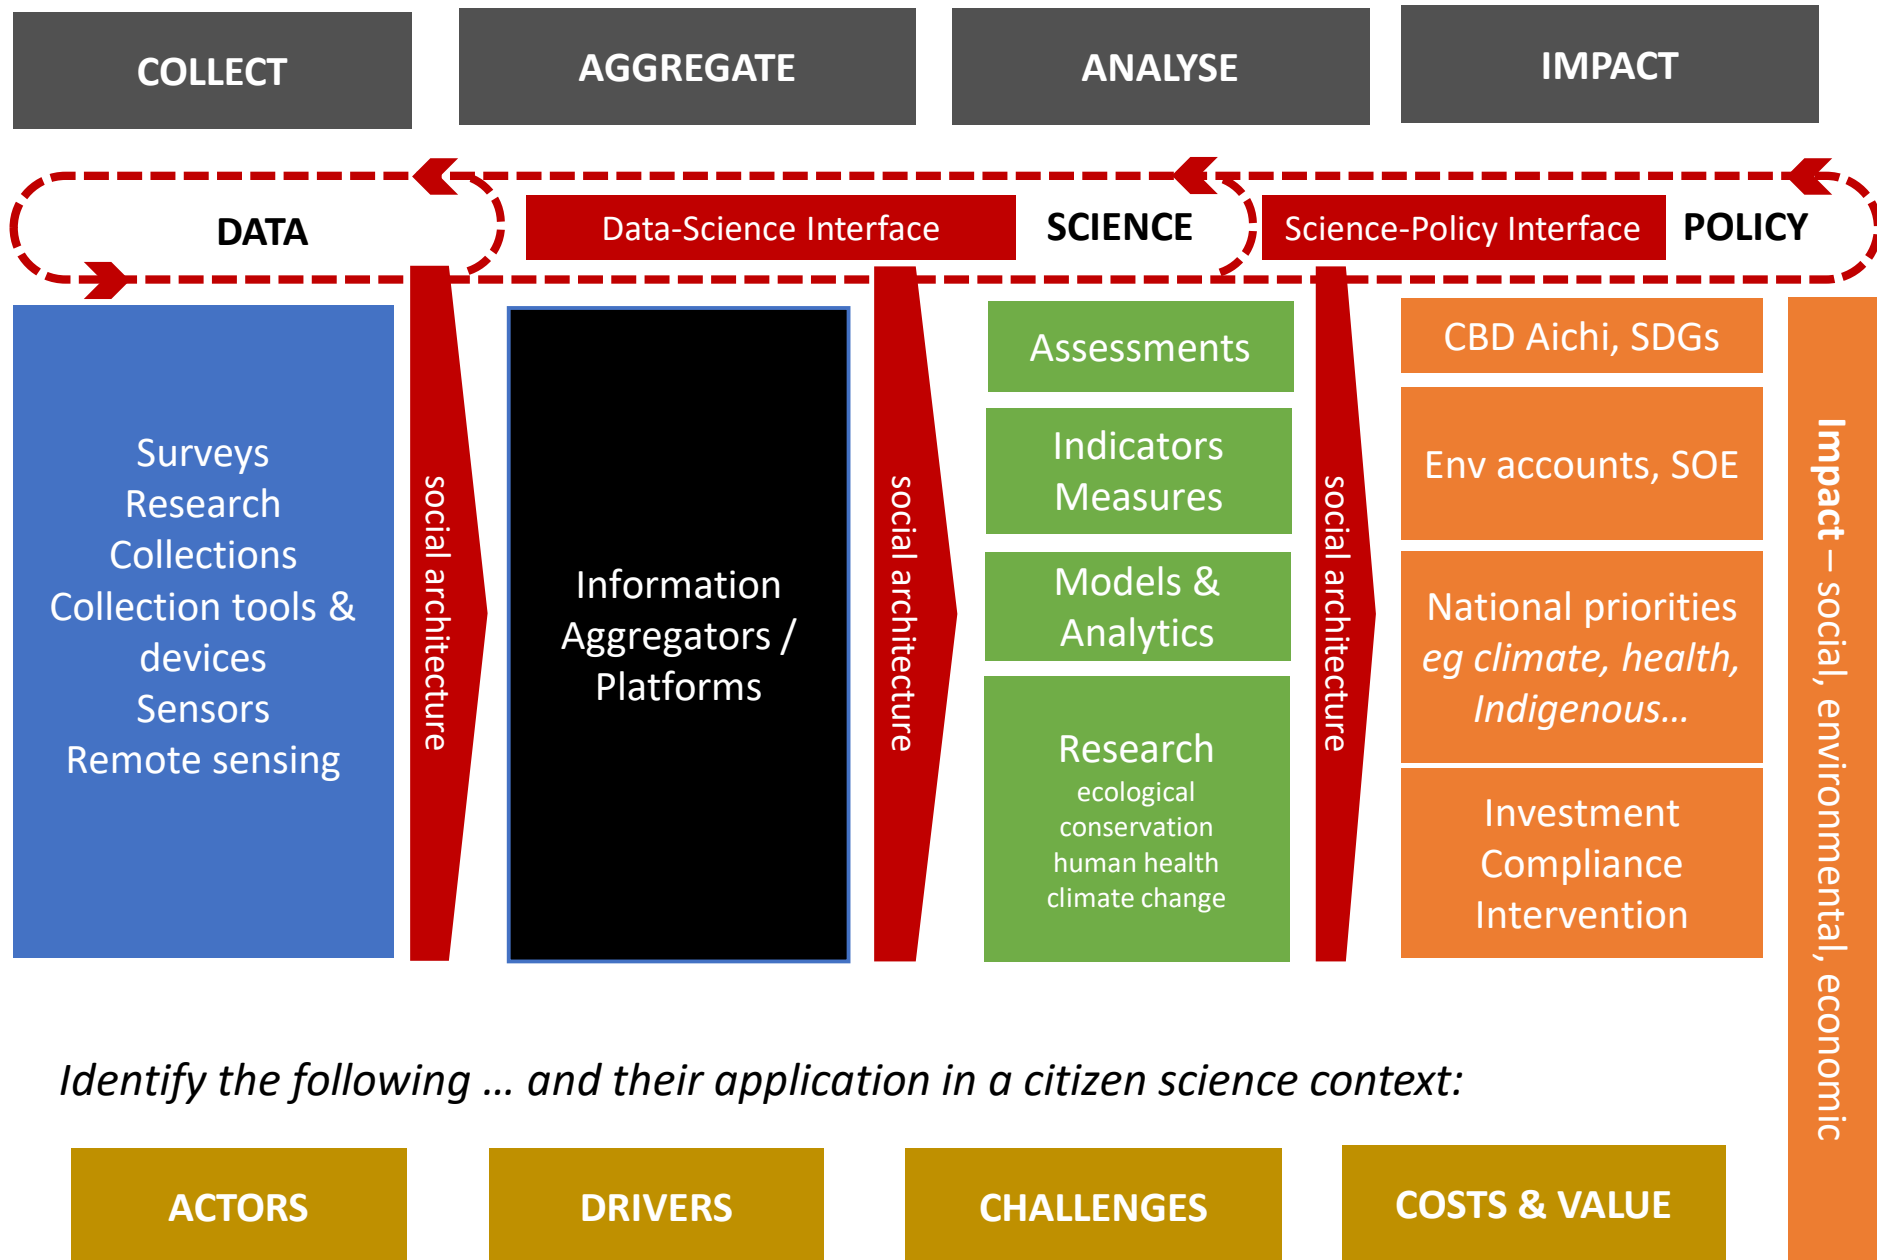 COLLECT
AGGREGATE
ANALYSE
IMPACT
DATA
Data-Science Interface
SCIENCE
Science-Policy Interface
POLICY
Surveys
Research
Collections
Collection tools &
devices
Sensors
Remote sensing
social architecture
Information
Aggregators /
Platforms
social architecture
Assessments
Indicators
Measures
Models &
Analytics
Research
ecological
conservation
human health
climate change
social architecture
CBD Aichi, SDGs
Env accounts, SOE
National priorities
eg climate, health,
Indigenous...
Investment
Compliance
Intervention
Impact – social, environmental, economic
Identify the following ... and their application in a citizen science context:
ACTORS
DRIVERS
CHALLENGES
COSTS & VALUE